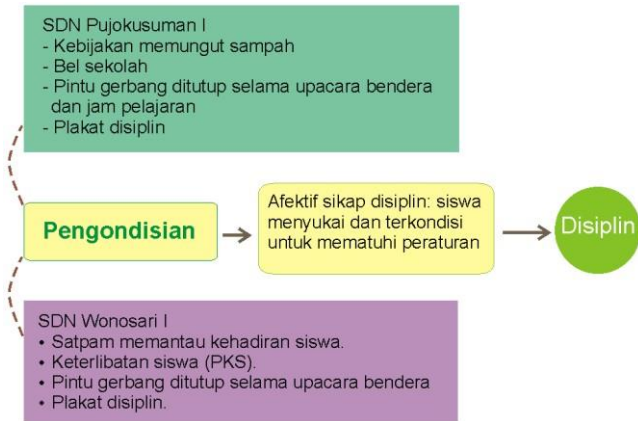 SDN Pujokusuman I
- Kebijakan memungut sampah
- Bel sekolah
- Pintu gerbang ditutup selama upacara bendera
dan jam pelajaran
- Plakat disiplin
Pengondisian
Afektif sikap disiplin: siswa
menyukai dan terkondisi
untuk mematuhi peraturan
Disiplin
SDN Wonosari I
• Satpam memantau kehadiran siswa.
• Keterlibatan siswa (PKS).
• Pintu gerbang ditutup selama upacara bendera
• Plakat disiplin.